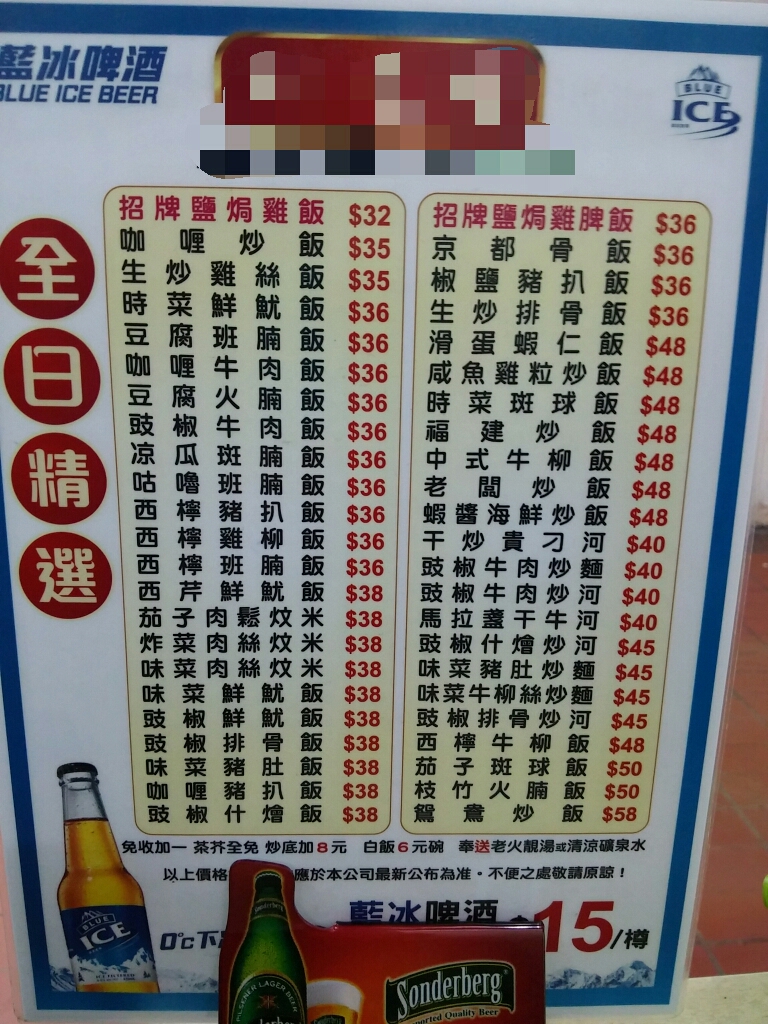 藍冰啤酒
BLUE ICE BEER
BLUE
ICE
全日精選
招牌鹽焗雞飯 $32
咖喱炒飯 $35
生炒雞絲飯 $35
時菜鮮魷飯 $36
豆腐班腩飯 $36
咖喱牛肉飯 $36
豆腐火腩飯 $36
豉椒牛肉飯 $36
凉瓜斑腩飯 $36
咕嚕班腩飯 $36
西檸豬扒飯 $36
西檸雞柳飯 $36
西檸班腩飯 $36
西芹鮮魷飯 $38
茄子肉鬆炆米 $38
炸菜肉絲炆米 $38
味菜肉絲炆米 $38
味菜鮮魷飯 $38
豉椒鮮魷飯 $38
豉椒排骨飯 $38
味菜豬肚飯 $38
咖喱豬扒飯 $38
豉椒什燴飯 $38
招牌鹽焗雞脾飯 $36
京都骨飯 $36
椒鹽豬扒飯 $36
生炒排骨飯 $36
滑蛋蝦仁飯 $48
咸魚雞粒炒飯 $48
時菜斑球飯 $48
福建炒飯 $48
中式牛柳飯 $48
老闆炒飯 $48
蝦醬海鮮炒飯 $48
干炒貴刁河 $40
豉椒牛肉炒麵 $40
豉椒牛肉炒河 $40
馬拉盞干牛河 $40
豉椒什燴炒河 $45
味菜豬肚炒麵 $45
味菜牛柳絲炒麵 $45
豉椒排骨炒河 $45
西檸牛柳飯 $48
茄子斑球飯 $50
枝竹火腩飯 $50
鴛鴦炒飯 $58
免收加一 茶芥全免 炒底加8元 白飯6元碗 奉送老火靚湯或清涼礦泉水
以上價格 應於本公司最新公布為准。不便之處敬請原諒！
藍冰啤酒 15/樽
0°c下
BLUE
ICE
PILSNER LAGER BEER
Sonderberg
Imported Quality Beer